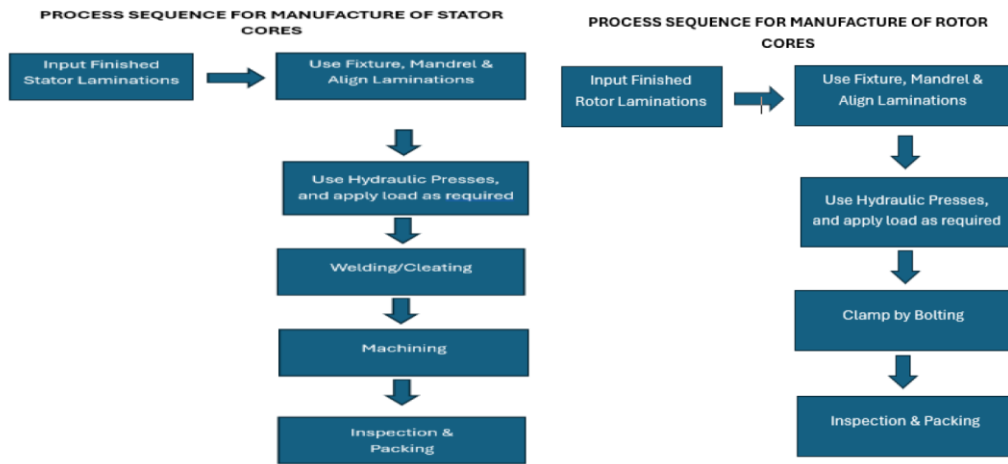 PROCESS SEQUENCE FOR MANUFACTURE OF STATOR
CORES
Input Finished
Stator Laminations
Use Fixture, Mandrel &
Align Laminations
Use Hydraulic Presses,
and apply load as required
Welding/Cleating
Machining
Inspection &
Packing
PROCESS SEQUENCE FOR MANUFACTURE OF ROTOR
CORES
Input Finished
Rotor Laminations
Use Fixture, Mandrel &
Align Laminations
Use Hydraulic Presses,
and apply load as required
Clamp by Bolting
Inspection & Packing